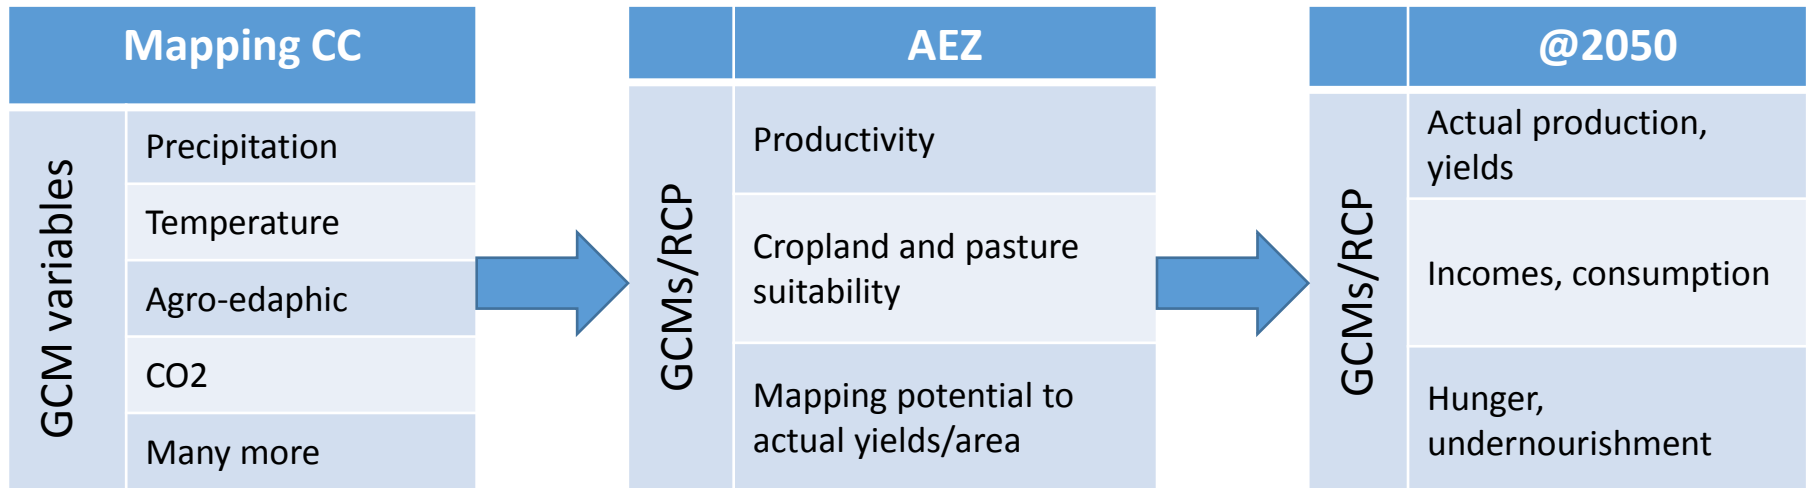 Mapping CC
GCM variables
Precipitation
Temperature
Agro-edaphic
CO2
Many more
AEZ
GCMs/RCP
Productivity
Cropland and pasture
suitability
Mapping potential to
actual yields/area
@2050
GCMs/RCP
Actual production,
yields
Incomes, consumption
Hunger,
undernourishment